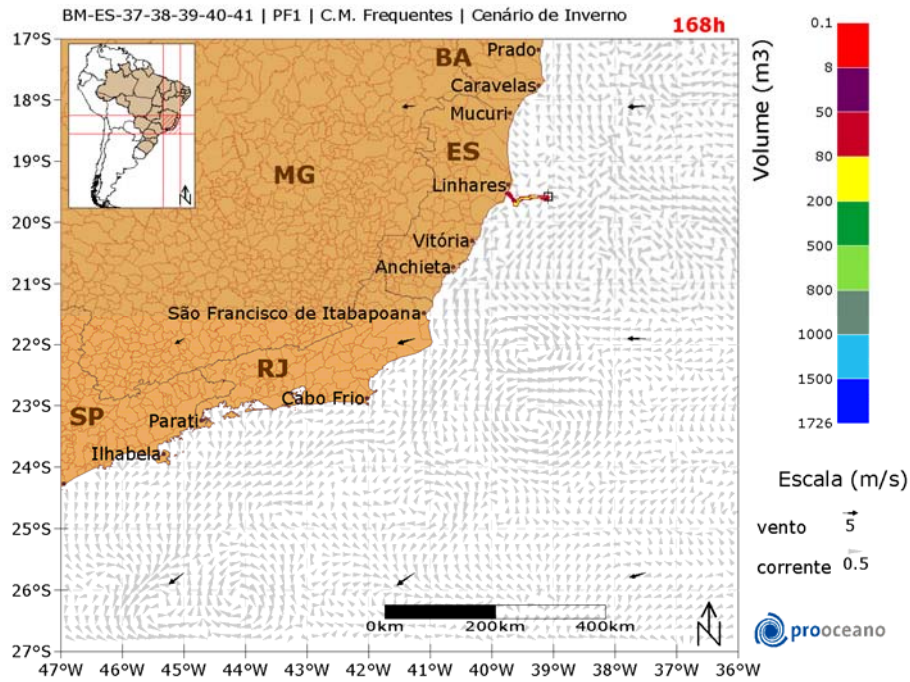 BM-ES-37-38-39-40-41 | PF1 | C.M. Frequentes | Cenário de Inverno
168h
17°S
18°S
19°S
20°S
21°S
22°S
23°S
24°S
25°S
26°S
27°S
47°W 46°W 45°W 44°W 43°W 42°W 41°W 40°W 39°W 38°W 37°W 36°W
N
BA
Prado
Caravelas
Mucuri
ES
MG
Linhares
Vitória
Anchieta
São Francisco de Itabapoana
RJ
Cabo Frio
SP
Parati
Ilhabela
0km 200km 400km
N
Volume (m3)
0.1
8
50
80
200
500
800
1000
1500
1726
Escala (m/s)
vento 5
corrente 0.5
prooceano